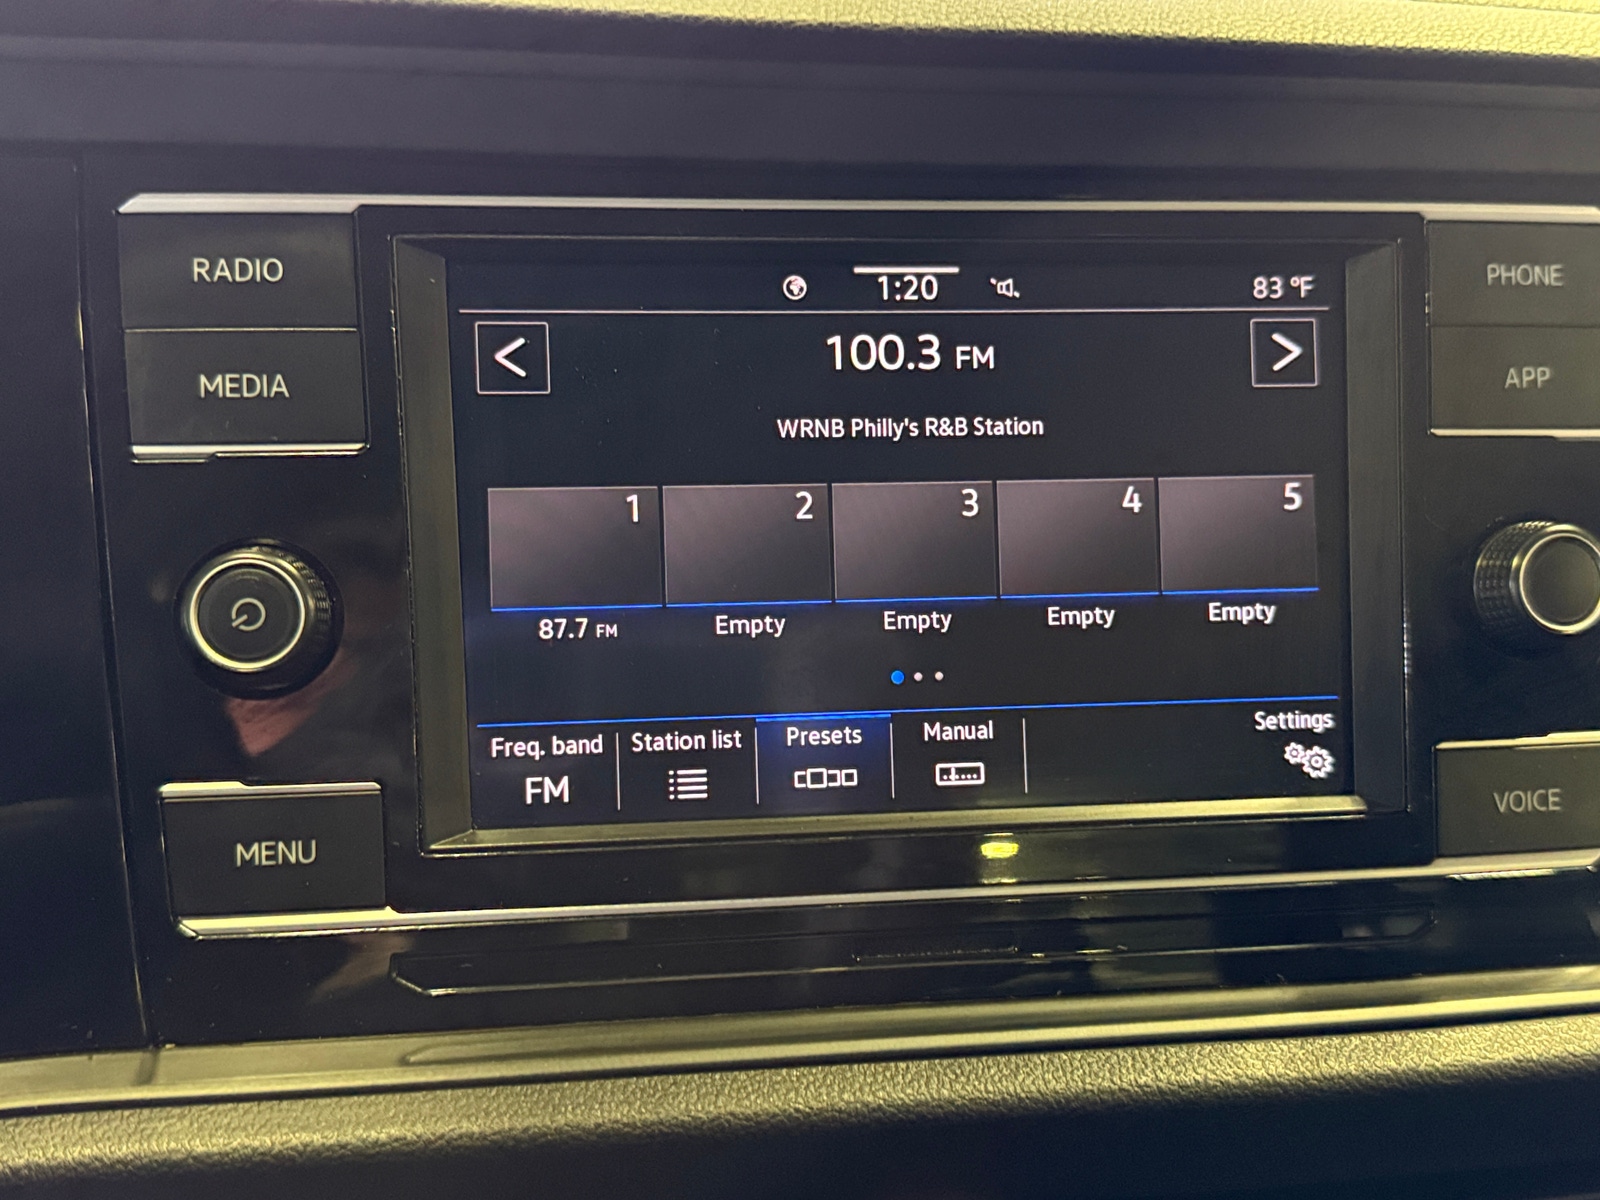 RADIO
MEDIA
MENU
1:20
83 °F
<
100.3 FM
>
WRNB Philly's R&B Station
1
2
3
4
5
87.7 FM
Empty
Empty
Empty
Empty
Freq. band
FM
Station list
Presets
Manual
Settings
PHONE
APP
VOICE